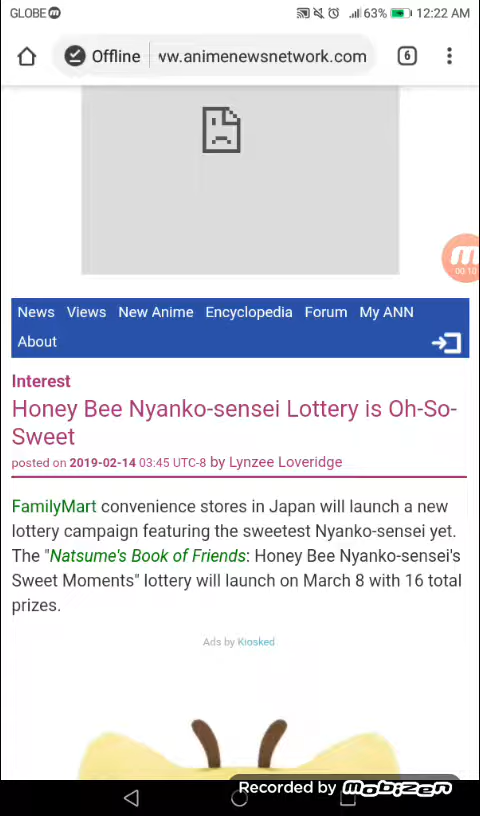 GLOBE m 63% 12:22 AM
Offline ww.animenewsnetwork.com 6
00:10
News Views New Anime Encyclopedia Forum My ANN
About
Interest
Honey Bee Nyanko-sensei Lottery is Oh-So-
Sweet
posted on 2019-02-14 03:45 UTC-8 by Lynzee Loveridge
FamilyMart convenience stores in Japan will launch a new
lottery campaign featuring the sweetest Nyanko-sensei yet.
The "Natsume's Book of Friends: Honey Bee Nyanko-sensei's
Sweet Moments" lottery will launch on March 8 with 16 total
prizes.
Ads by Kiosked
Recorded by Mobizen